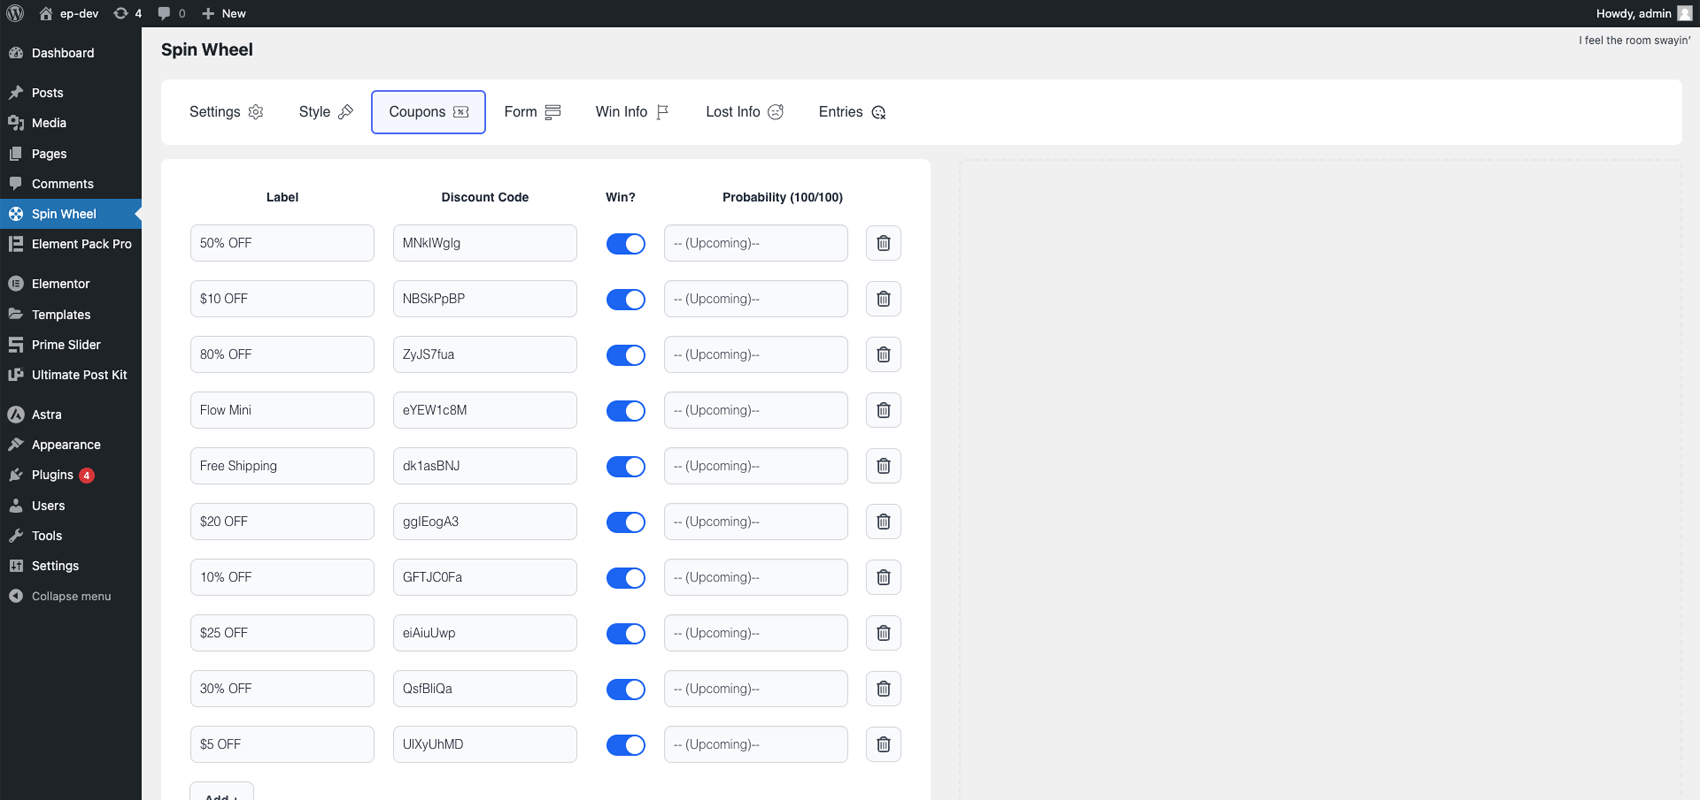 ep-dev 4 0 New Howdy, admin
I feel the room swayin’
Dashboard
Posts
Media
Pages
Comments
Spin Wheel
Element Pack Pro
Elementor
Templates
Prime Slider
Ultimate Post Kit
Astra
Appearance
Plugins 4
Users
Tools
Settings
Collapse menu
Spin Wheel
Settings Style Coupons Form Win Info Lost Info Entries
Label Discount Code Win? Probability (100/100)
50% OFF MNkIWgIg -- (Upcoming)--
$10 OFF NBSkPpBP -- (Upcoming)--
80% OFF ZyJS7fua -- (Upcoming)--
Flow Mini eYEW1c8M -- (Upcoming)--
Free Shipping dk1asBNJ -- (Upcoming)--
$20 OFF ggIEogA3 -- (Upcoming)--
10% OFF GFTJC0Fa -- (Upcoming)--
$25 OFF eiAiuUwp -- (Upcoming)--
30% OFF QsfBliQa -- (Upcoming)--
$5 OFF UlXyUhMD -- (Upcoming)--
Add +